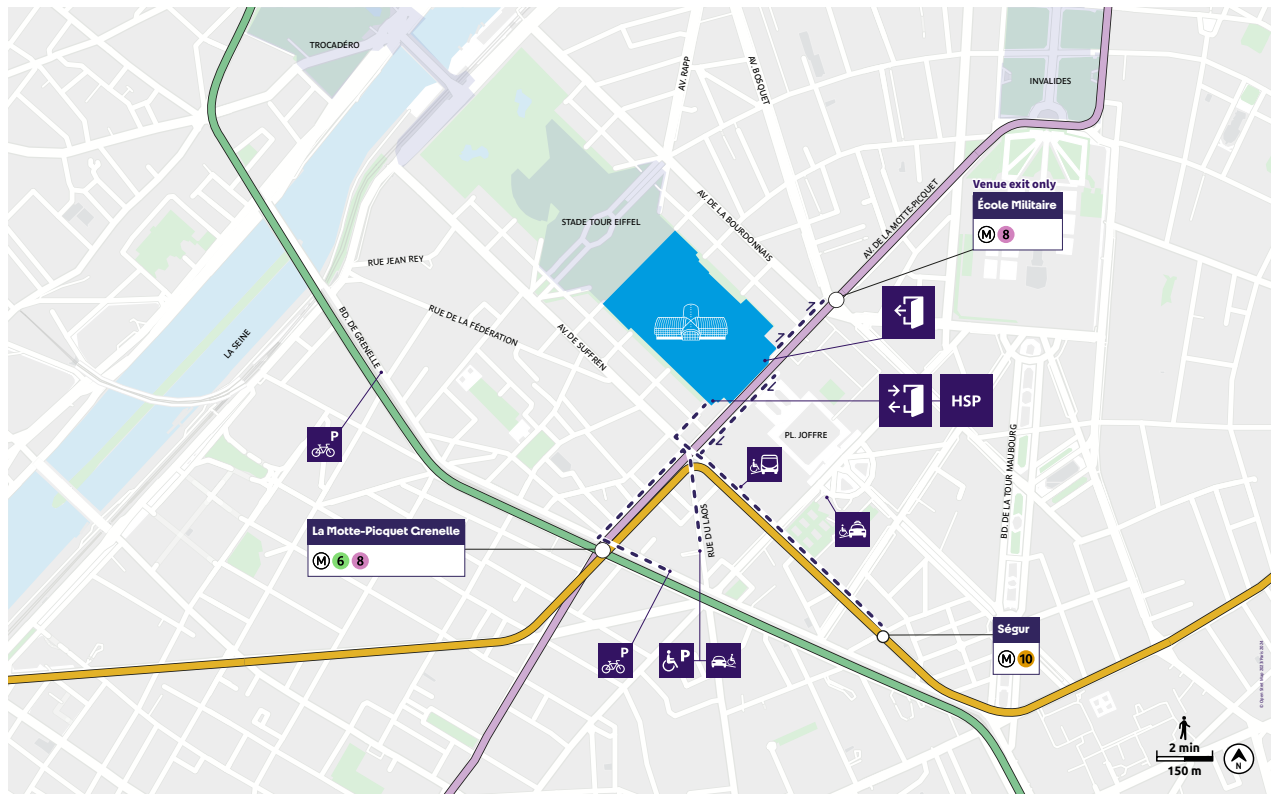 TROCADÉRO
AV. RAPP
AV. BOSQUET
INVALIDES
Venue exit only
École Militaire
M 8
AV. DE LA MOTTE-PICQUET
AV. DE LA BOURDONNAIS
STADE TOUR EIFFEL
RUE JEAN REY
RUE DE LA FÉDÉRATION
AV. DE SUFFREN
BD. DE GRENELLE
LA SEINE
HSP
P
PL. JOFFRE
BD. DE LA TOUR MAUBOURG
RUE DU LAOS
La Motte-Picquet Grenelle
M 6 8
Ségur
M 10
P
P
2 min
150 m
N